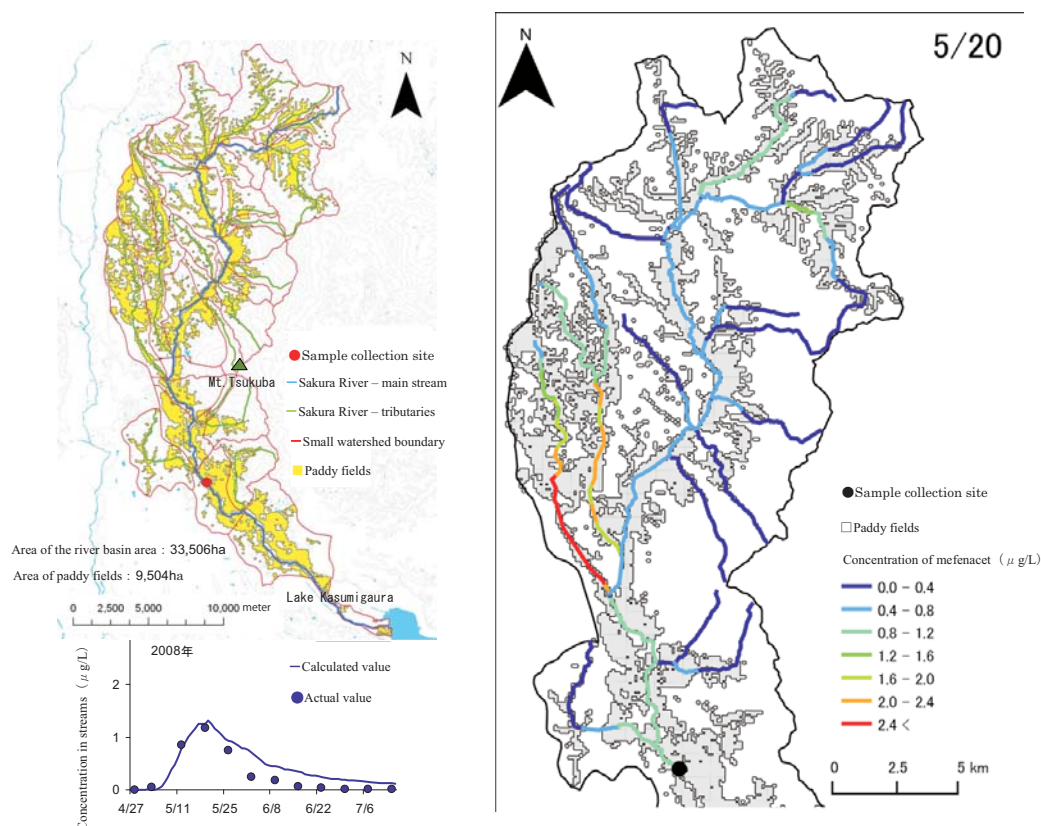 N
Sample collection site
Mt.Tsukuba
Sakura River – main stream
Sakura River – tributaries
Small watershed boundary
Paddy fields
Area of the river basin area : 33,506ha
Area of paddy fields : 9,504ha
0 2,500 5,000 10,000 meter
Lake Kasumigaura
Concentration in streams (μg/L)
2008年
Calculated value
Actual value
2
1
0
4/27 5/11 5/25 6/8 6/22 7/6
N
5/20
Sample collection site
Paddy fields
Concentration of mefenacet (μg/L)
0.0 – 0.4
0.4 – 0.8
0.8 – 1.2
1.2 – 1.6
1.6 – 2.0
2.0 – 2.4
2.4 <
0 2.5 5 km